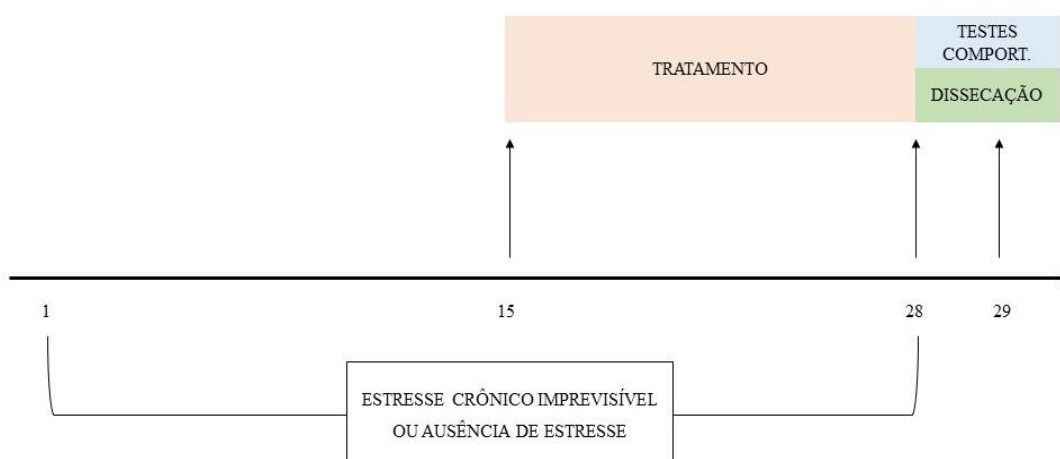 TRATAMENTO
TESTES
COMPORT.
DISSECAÇÃO
1
15
28
29
ESTRESSE CRÔNICO IMPREVISÍVEL
OU AUSÊNCIA DE ESTRESSE